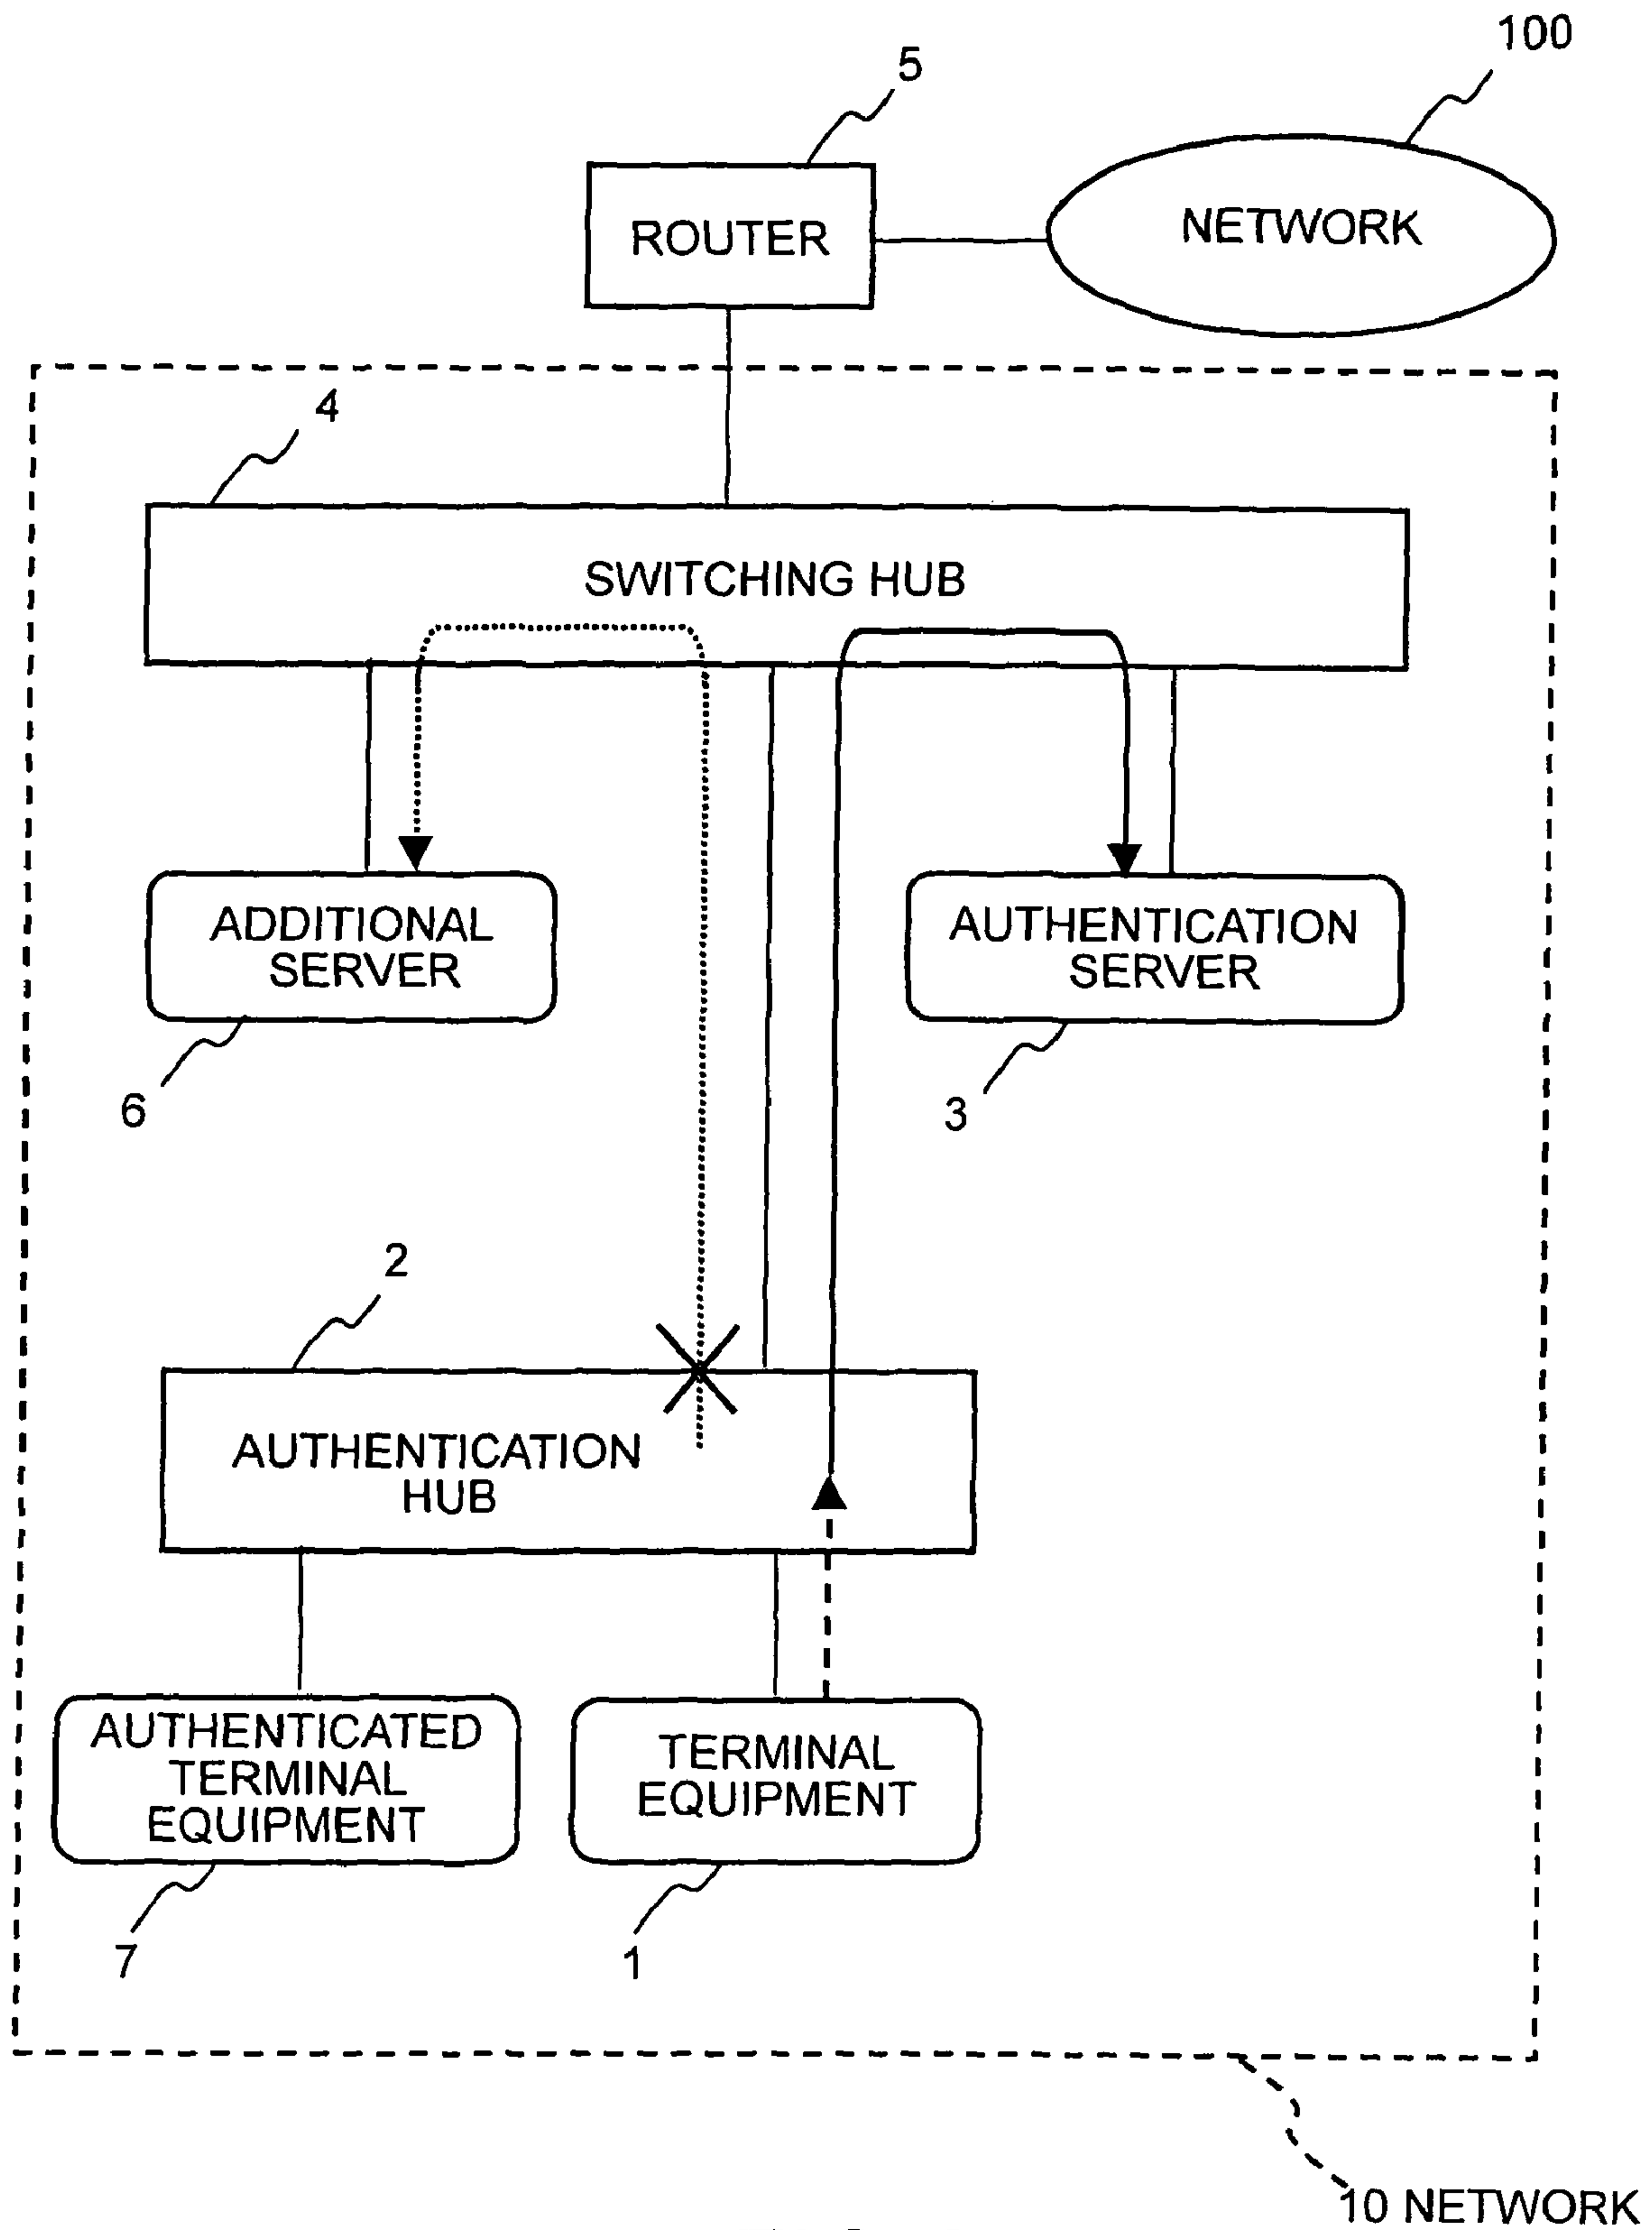 100
5
ROUTER
NETWORK
4
SWITCHING HUB
ADDITIONAL
SERVER
AUTHENTICATION
SERVER
6
3
2
AUTHENTICATION
HUB
AUTHENTICATED
TERMINAL
EQUIPMENT
TERMINAL
EQUIPMENT
7
1
10 NETWORK